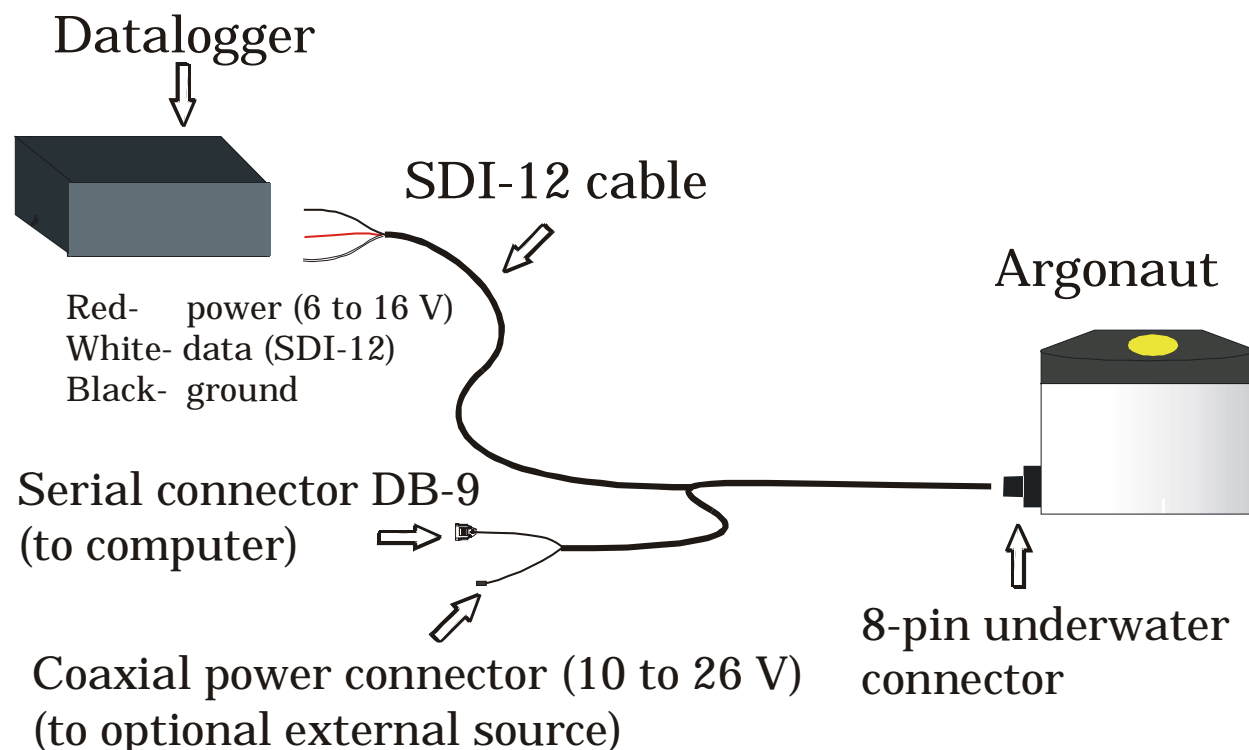 Datalogger
SDI-12 cable
Argonaut
Red- power (6 to 16 V)
White- data (SDI-12)
Black- ground
Serial connector DB-9
(to computer)
8-pin underwater
connector
Coaxial power connector (10 to 26 V)
(to optional external source)